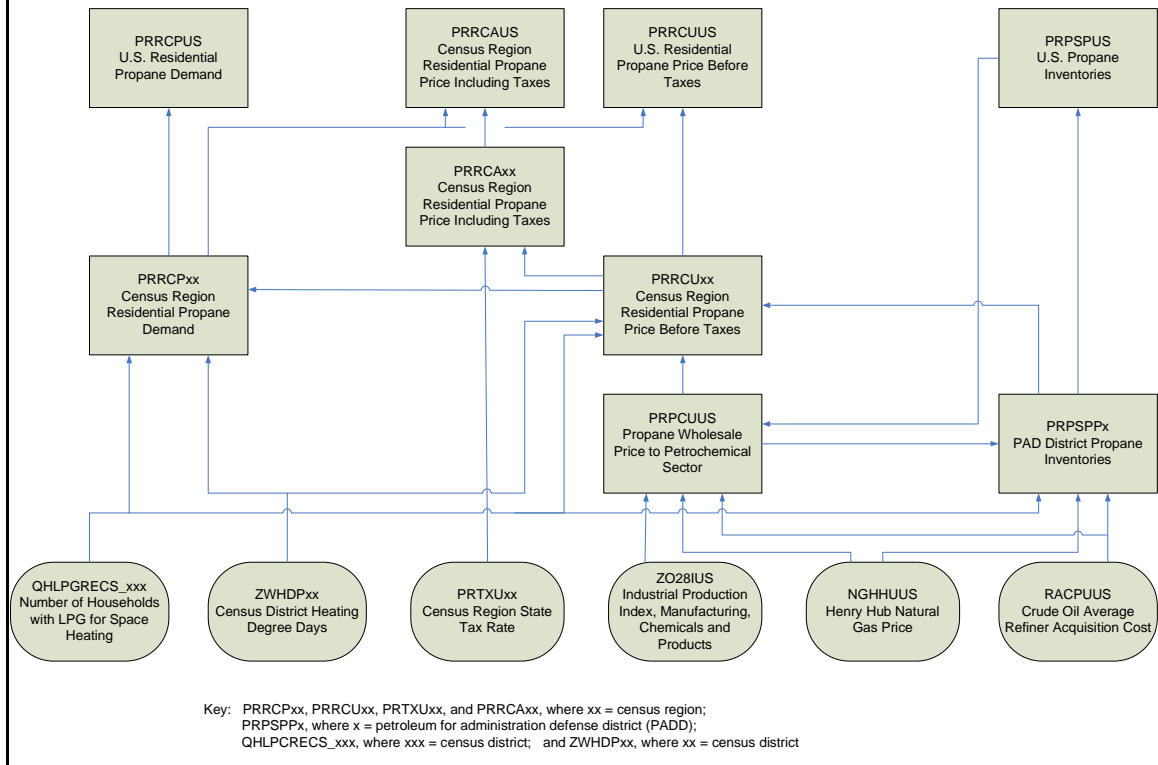 PRRCPUS
U.S. Residential
Propane Demand
PRRCAUS
Census Region
Residential Propane
Price Including Taxes
PRRCUUS
U.S. Residential
Propane Price Before
Taxes
PRPSPUS
U.S. Propane
Inventories
PRRCAxx
Census Region
Residential Propane
Price Including Taxes
PRRCPxx
Census Region
Residential Propane
Demand
PRRCUxx
Census Region
Residential Propane
Price Before Taxes
PRPCUUS
Propane Wholesale
Price to Petrochemical
Sector
PRPSPPx
PAD District Propane
Inventories
QHLPGRECS_xxx
Number of Households
with LPG for Space
Heating
ZWHDPxx
Census District Heating
Degree Days
PRTXUxx
Census Region State
Tax Rate
ZO28IUS
Industrial Production
Index, Manufacturing,
Chemicals and
Products
NGHHUUS
Henry Hub Natural
Gas Price
RACPUUS
Crude Oil Average
Refiner Acquisition Cost
Key: PRRCPxx, PRRCUxx, PRTXUxx, and PRRCAxx, where xx = census region;
PRPSPPx, where x = petroleum for administration defense district (PADD);
QHLPCRECS_xxx, where xxx = census district; and ZWHDPxx, where xx = census district